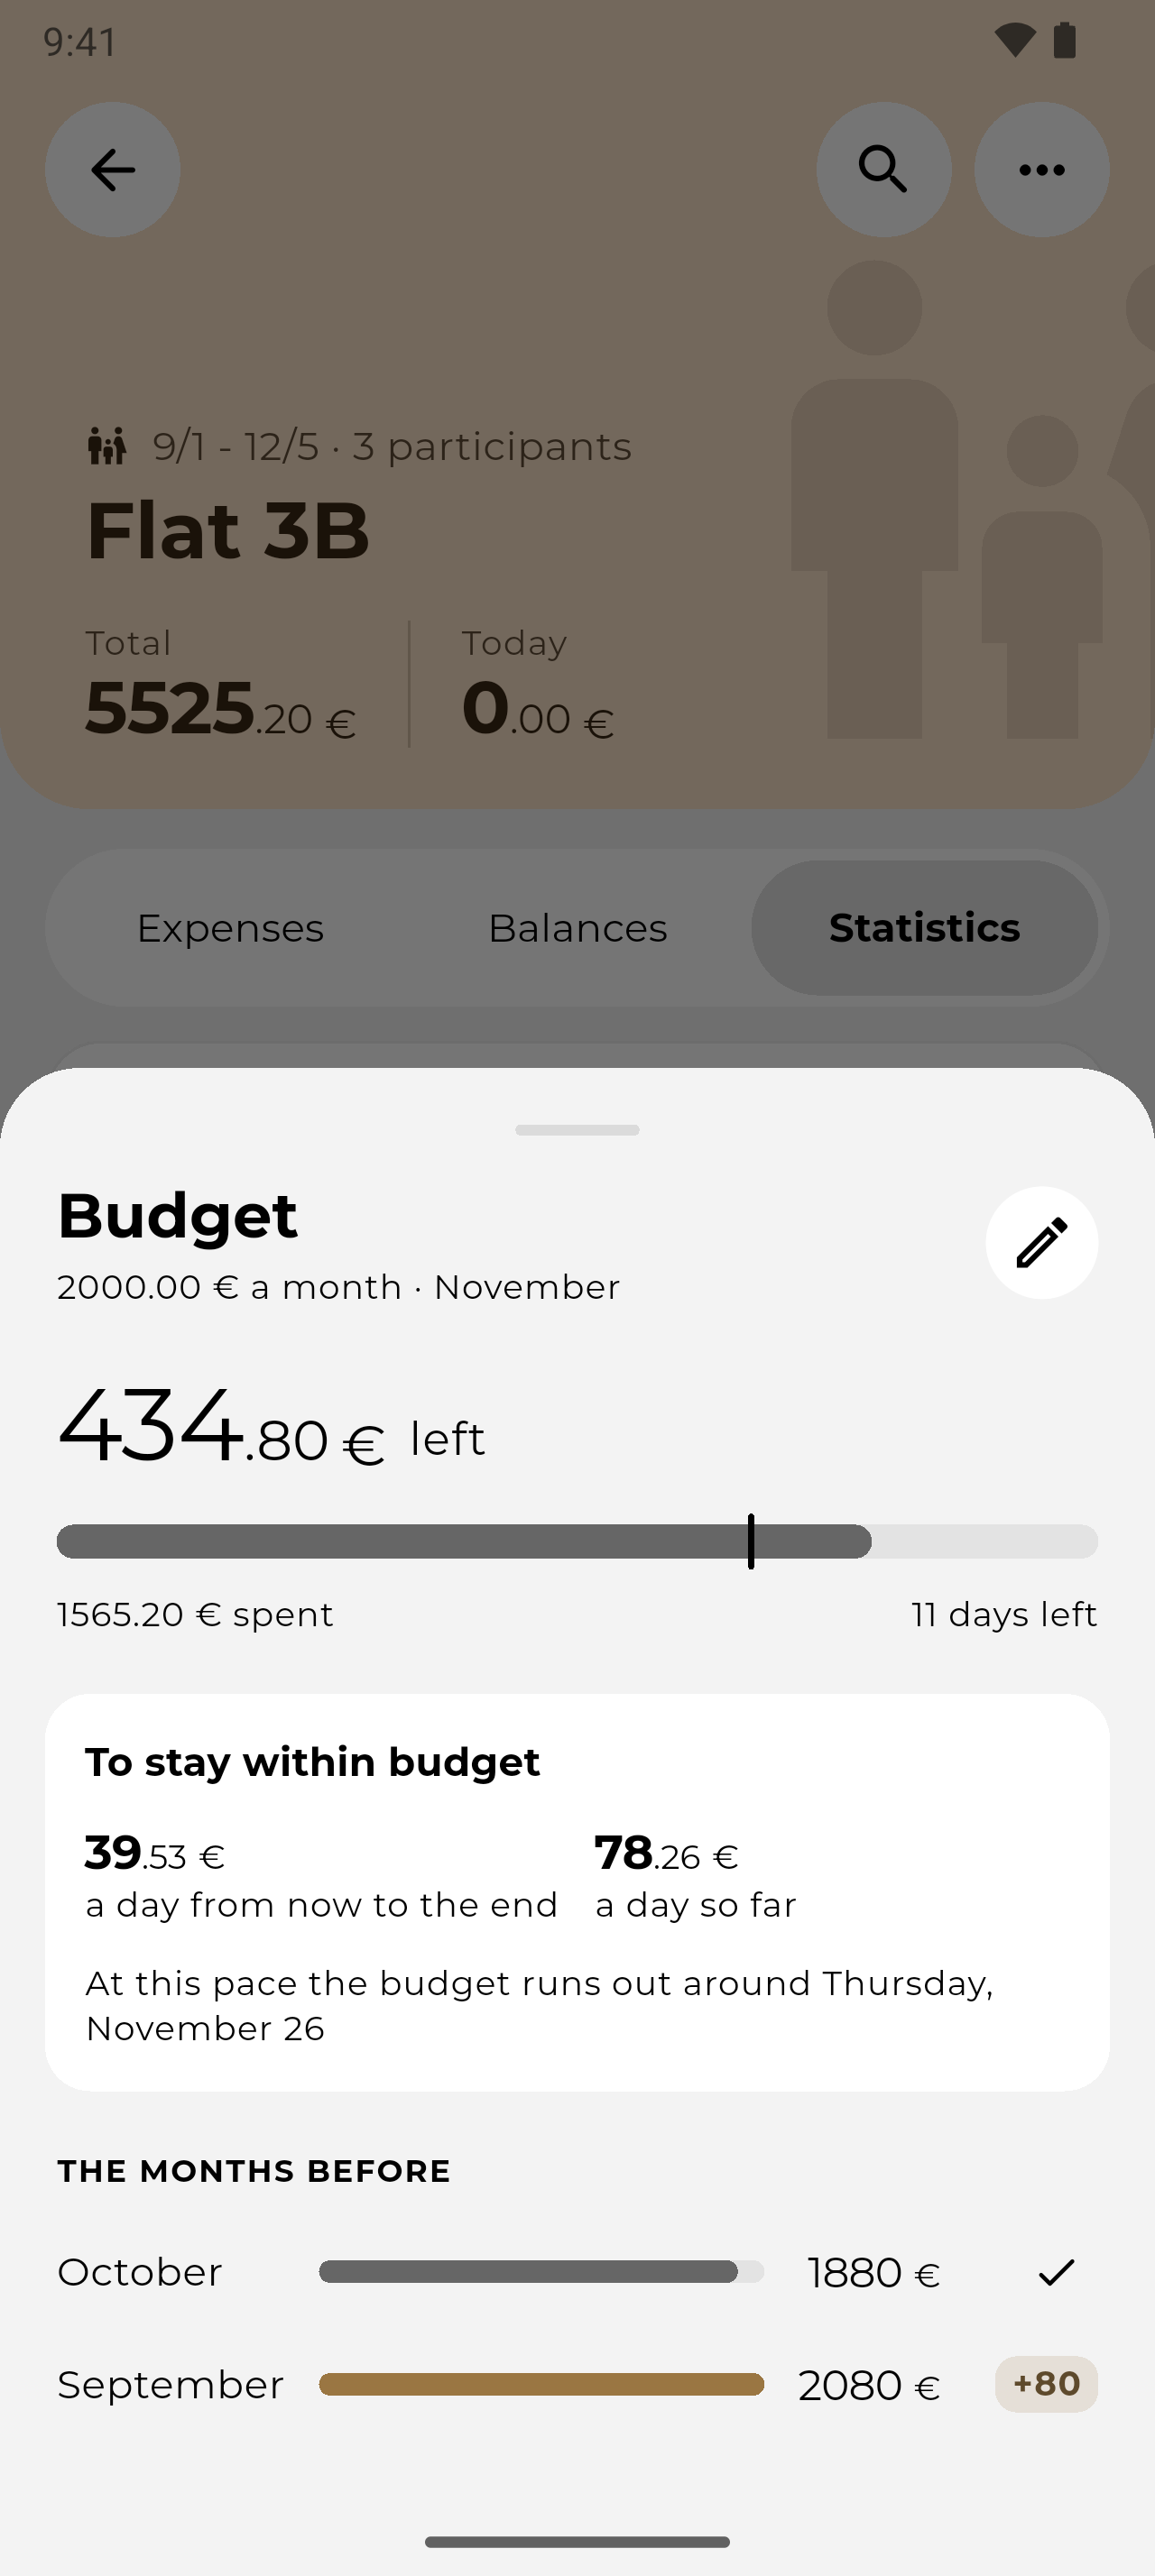 9:41
9/1 - 12/5 · 3 participants
Flat 3B
Total
Today
5525.20 €
0.00 €
Expenses
Balances
Statistics
Budget
2000.00 € a month · November
434.80 € left
1565.20 € spent
11 days left
To stay within budget
39.53 €
78.26 €
a day from now to the end
a day so far
At this pace the budget runs out around Thursday,
November 26
THE MONTHS BEFORE
October
1880 €
September
2080 €
+80